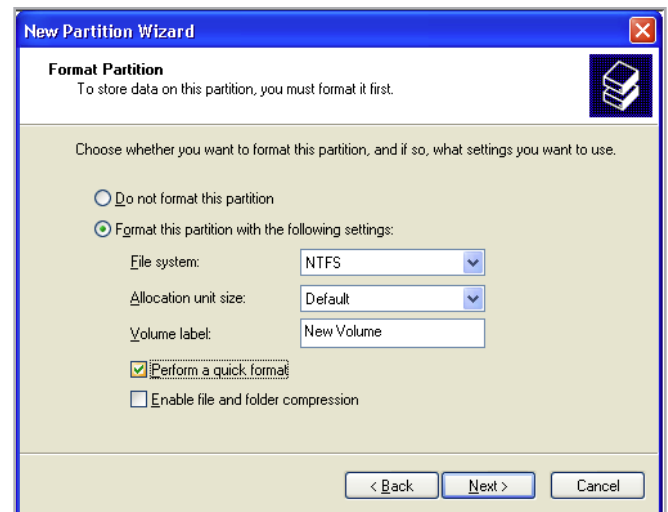 New Partition Wizard
Format Partition
To store data on this partition, you must format it first.
Choose whether you want to format this partition, and if so, what settings you want to use.
Do not format this partition
Format this partition with the following settings:
File system: NTFS
Allocation unit size: Default
Volume label: New Volume
Perform a quick format
Enable file and folder compression
< Back Next > Cancel